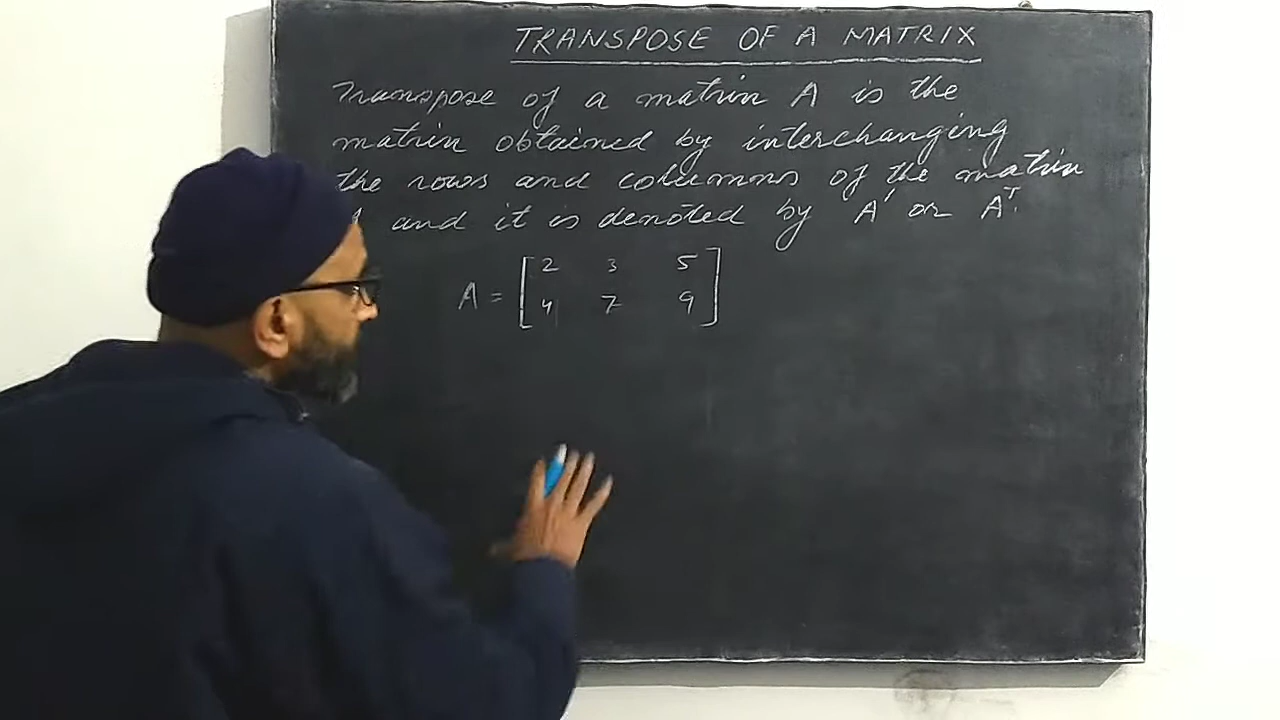 TRANSPOSE OF A MATRIX
Transpose of a matrix A is the
matrix obtained by interchanging
the rows and columns of the matrix
and it is denoted by A' or Aᵀ.
A = [2 3 5
4 7 9]